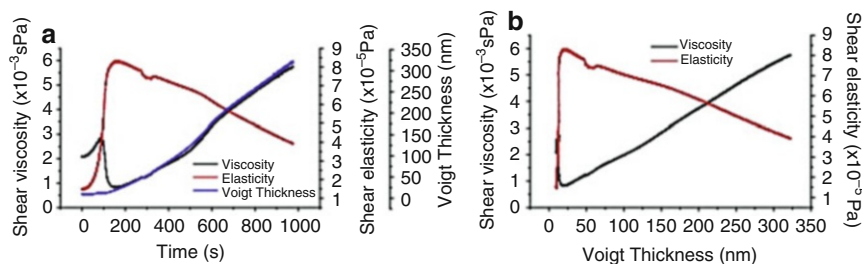 a
Shear viscosity (x10⁻³sPa)
6
5
4
3
2
1
0
0 200 400 600 800 1000
Time (s)
Viscosity
Elasticity
Voigt Thickness
9
8
7
6
5
4
3
2
1
Shear elasticity (x10⁻⁵Pa)
350
300
250
200
150
100
50
0
Voigt Thickness (nm)
b
Shear viscosity (x10⁻³sPa)
6
5
4
3
2
1
0
0 50 100 150 200 250 300 350
Voigt Thickness (nm)
Viscosity
Elasticity
9
8
7
6
5
4
3
2
1
Shear elasticity (x10⁻⁵ Pa)